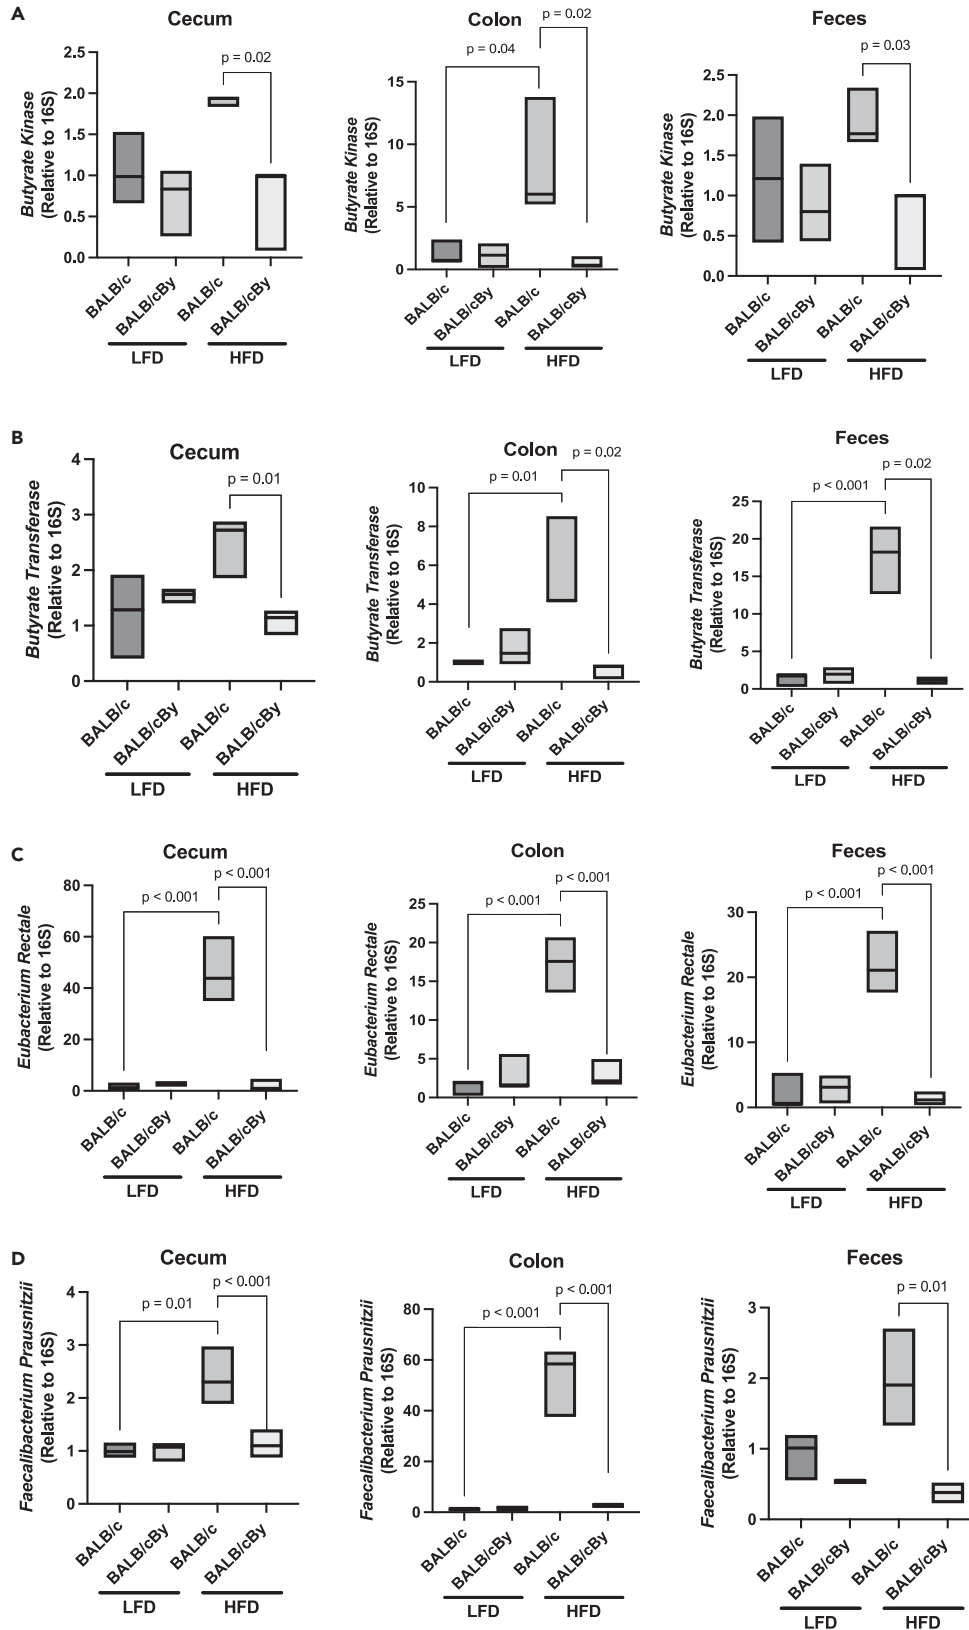 A
Cecum
Butyrate Kinase
(Relative to 16S)
2.5
2.0
1.5
1.0
0.5
0.0
p = 0.02
BALB/c
BALB/cBy
BALB/c
BALB/cBy
LFD
HFD
Colon
Butyrate Kinase
(Relative to 16S)
15
10
5
0
p = 0.04
p = 0.02
BALB/c
BALB/cBy
BALB/c
BALB/cBy
LFD
HFD
Feces
Butyrate Kinase
(Relative to 16S)
2.5
2.0
1.5
1.0
0.5
0.0
p = 0.03
BALB/c
BALB/cBy
BALB/c
BALB/cBy
LFD
HFD
B
Cecum
Butyrate Transferase
(Relative to 16S)
4
3
2
1
0
p = 0.01
BALB/c
BALB/cBy
BALB/c
BALB/cBy
LFD
HFD
Colon
Butyrate Transferase
(Relative to 16S)
10
8
6
4
2
0
p = 0.01
p = 0.02
BALB/c
BALB/cBy
BALB/c
BALB/cBy
LFD
HFD
Feces
Butyrate Transferase
(Relative to 16S)
25
20
15
10
5
0
p < 0.001
p = 0.02
BALB/c
BALB/cBy
BALB/c
BALB/cBy
LFD
HFD
C
Cecum
Eubacterium Rectale
(Relative to 16S)
80
60
40
20
0
p < 0.001
p < 0.001
BALB/c
BALB/cBy
BALB/c
BALB/cBy
LFD
HFD
Colon
Eubacterium Rectale
(Relative to 16S)
25
20
15
10
5
0
p < 0.001
p < 0.001
BALB/c
BALB/cBy
BALB/c
BALB/cBy
LFD
HFD
Feces
Eubacterium Rectale
(Relative to 16S)
30
20
10
0
p < 0.001
p < 0.001
BALB/c
BALB/cBy
BALB/c
BALB/cBy
LFD
HFD
D
Cecum
Faecalibacterium Prausnitzii
(Relative to 16S)
4
3
2
1
0
p = 0.01
p < 0.001
BALB/c
BALB/cBy
BALB/c
BALB/cBy
LFD
HFD
Colon
Faecalibacterium Prausnitzii
(Relative to 16S)
80
60
40
20
0
p < 0.001
p < 0.001
BALB/c
BALB/cBy
BALB/c
BALB/cBy
LFD
HFD
Feces
Faecalibacterium Prausnitzii
(Relative to 16S)
3
2
1
0
p = 0.01
BALB/c
BALB/cBy
BALB/c
BALB/cBy
LFD
HFD